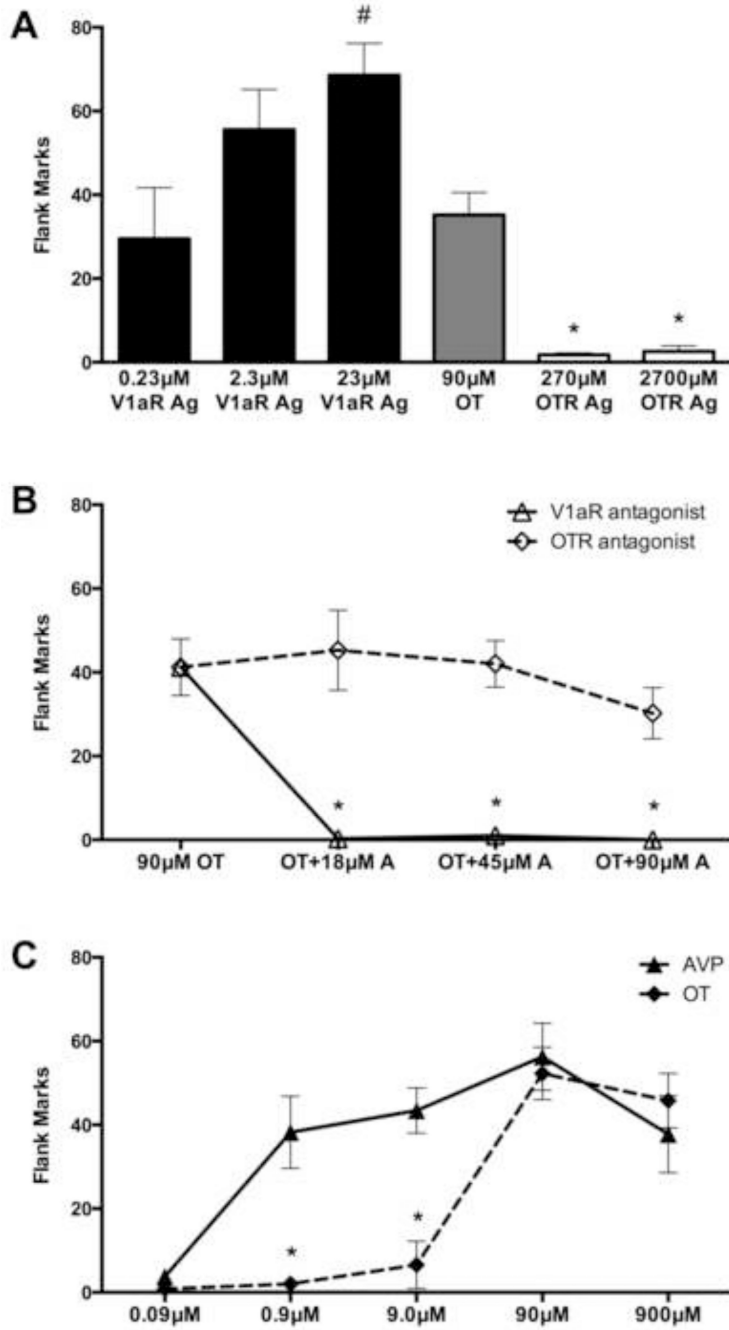 A
#
80
60
40
20
0
Flank Marks
*
*
0.23µM 2.3µM 23µM 90µM 270µM 2700µM
V1aR Ag V1aR Ag V1aR Ag OT OTR Ag OTR Ag
B
80
60
40
20
0
Flank Marks
V1aR antagonist
OTR antagonist
* * *
90µM OT OT+18µM A OT+45µM A OT+90µM A
C
80
60
40
20
0
Flank Marks
AVP
OT
*
*
0.09µM 0.9µM 9.0µM 90µM 900µM